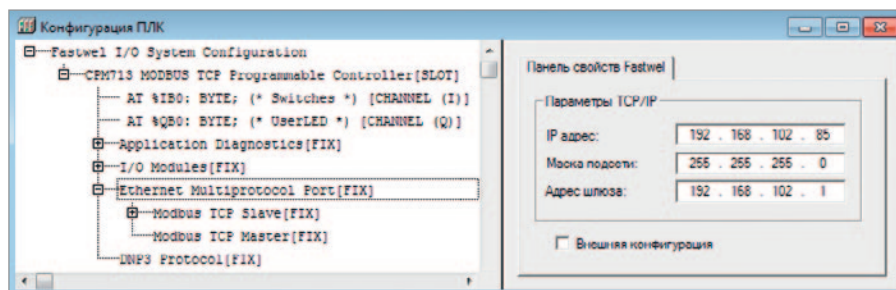 Конфигурация ПЛК
Fastwel I/O System Configuration
CPM713 MODBUS TCP Programmable Controller[SLOT]
AT %IB0: BYTE; (* Switches *) [CHANNEL (I)]
AT %QB0: BYTE; (* UserLED *) [CHANNEL (Q)]
Application Diagnostics[FIX]
I/O Modules[FIX]
Ethernet Multiprotocol Port[FIX]
Modbus TCP Slave[FIX]
Modbus TCP Master[FIX]
DNP3 Protocol[FIX]
Панель свойств Fastwel
Параметры TCP/IP
IP адрес: 192 . 168 . 102 . 85
Маска подсети: 255 . 255 . 255 . 0
Адрес шлюза: 192 . 168 . 102 . 1
Внешняя конфигурация